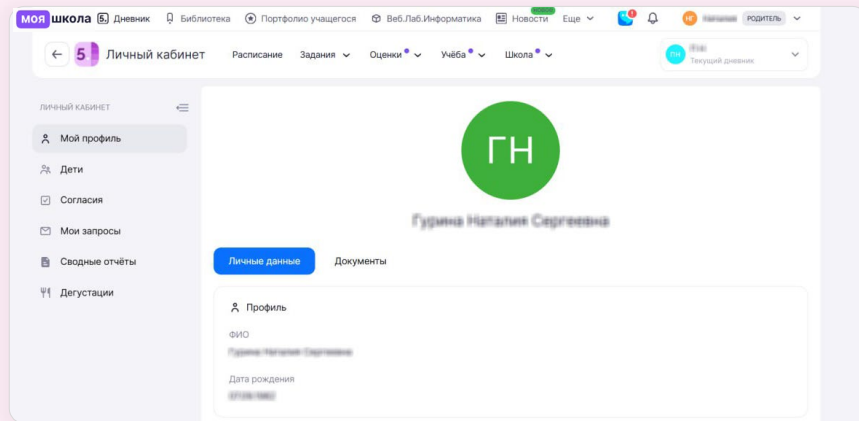 моя школа 5. Дневник Библиотека Портфолио учащегося Веб.Лаб.Информатика Новости Еще РОДИТЕЛЬ
5 Личный кабинет Расписание Задания Оценки Учёба Школа ПН Текущий дневник
ЛИЧНЫЙ КАБИНЕТ
Мой профиль
Дети
Согласия
Мои запросы
Сводные отчёты
Дегустации
ГН
Личные данные Документы
Профиль
ФИО
Дата рождения